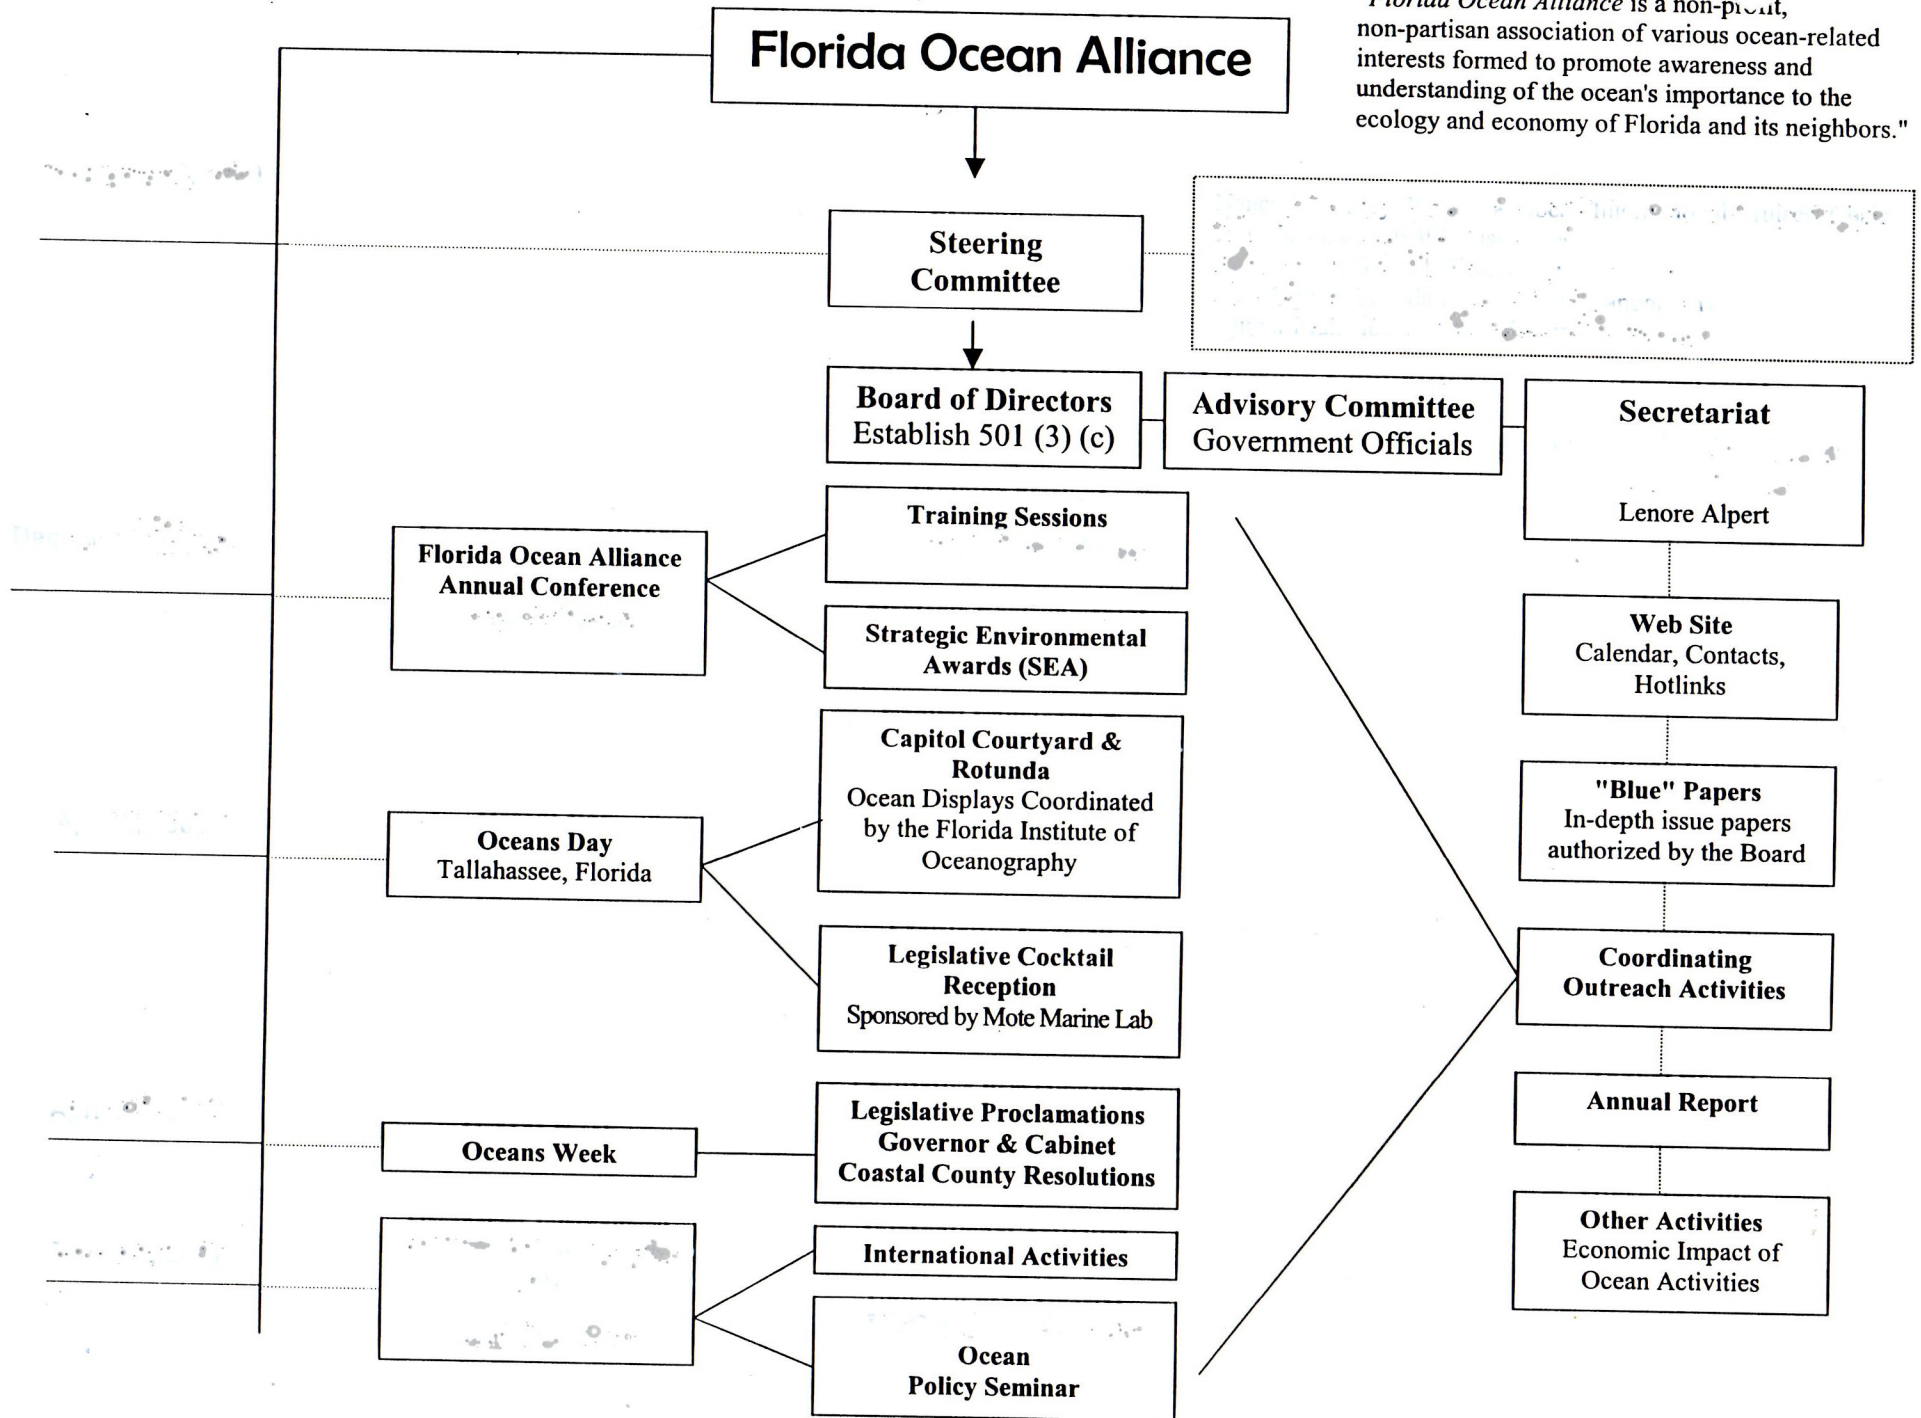 Florida Ocean Alliance
"Florida Ocean Alliance is a non-profit,
non-partisan association of various ocean-related
interests formed to promote awareness and
understanding of the ocean's importance to the
ecology and economy of Florida and its neighbors."
Steering
Committee
Board of Directors
Establish 501 (3) (c)
Advisory Committee
Government Officials
Secretariat
Lenore Alpert
Florida Ocean Alliance
Annual Conference
Training Sessions
Strategic Environmental
Awards (SEA)
Web Site
Calendar, Contacts,
Hotlinks
Oceans Day
Tallahassee, Florida
Capitol Courtyard &
Rotunda
Ocean Displays Coordinated
by the Florida Institute of
Oceanography
"Blue" Papers
In-depth issue papers
authorized by the Board
Legislative Cocktail
Reception
Sponsored by Mote Marine Lab
Coordinating
Outreach Activities
Oceans Week
Legislative Proclamations
Governor & Cabinet
Coastal County Resolutions
Annual Report
International Activities
Ocean
Policy Seminar
Other Activities
Economic Impact of
Ocean Activities